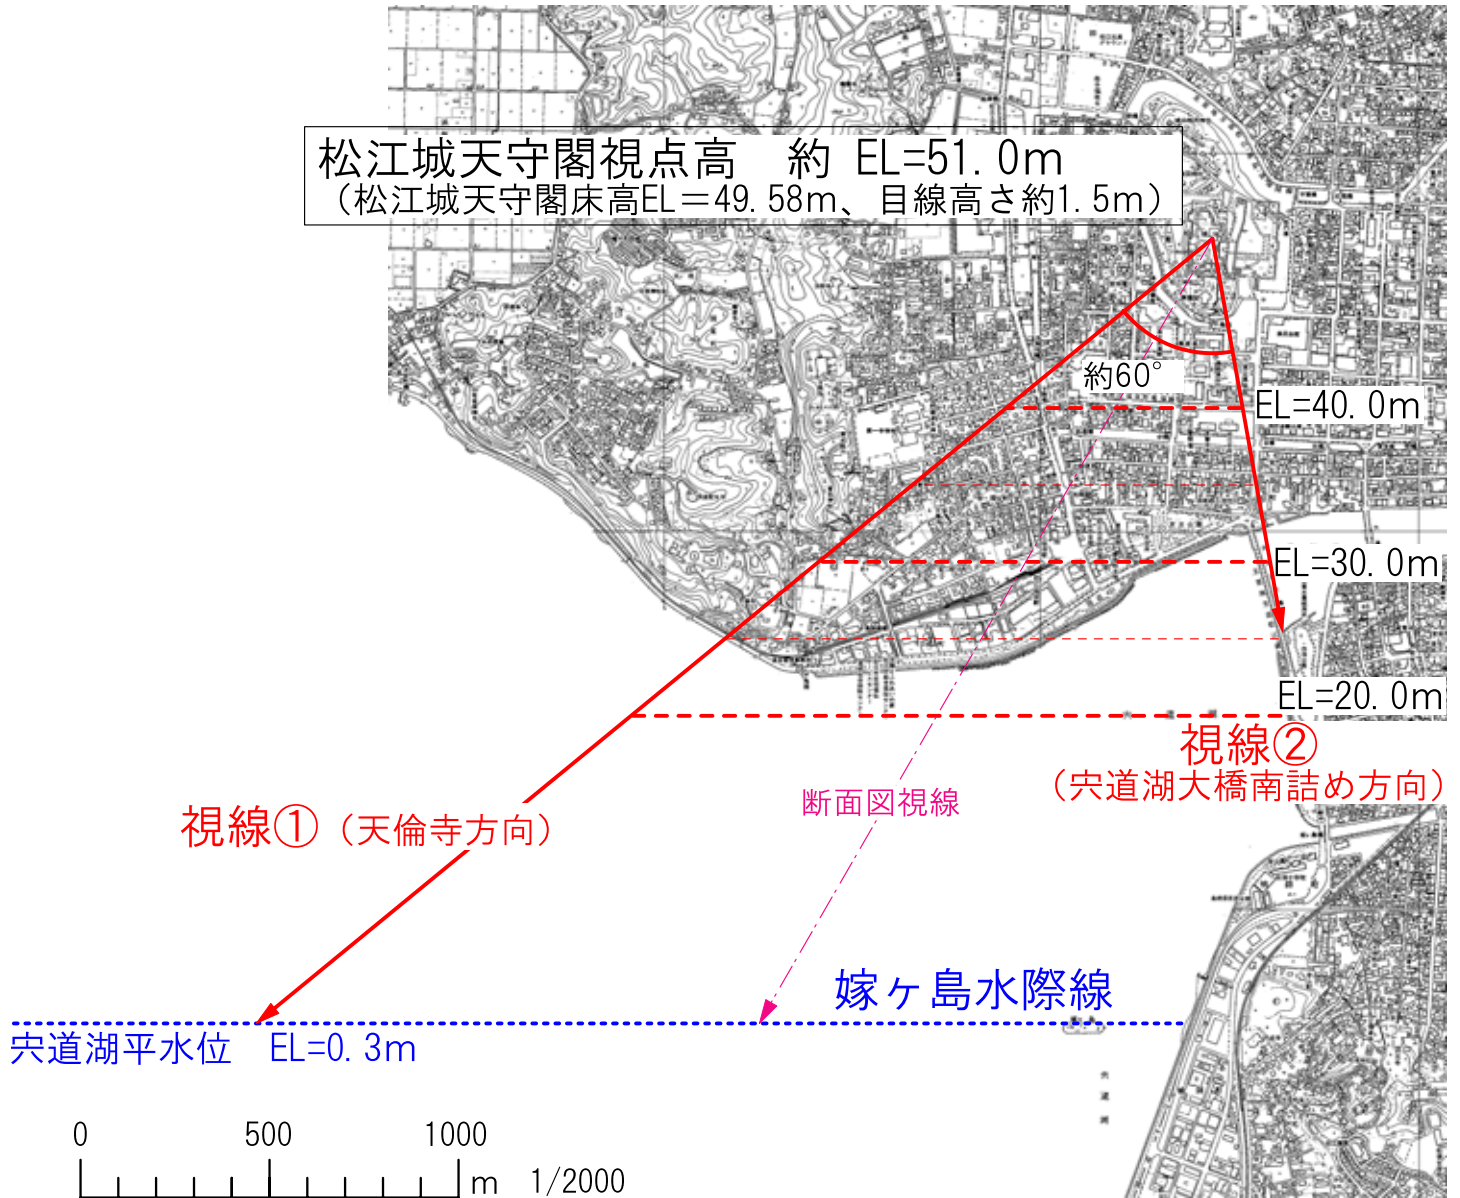 松江城天守閣視点高　約 EL=51.0m
（松江城天守閣床高EL＝49.58m、目線高さ約1.5m）
約60°
EL=40.0m
EL=30.0m
EL=20.0m
視線②
（宍道湖大橋南詰め方向）
断面図視線
視線①（天倫寺方向）
嫁ヶ島水際線
宍道湖平水位　EL=0.3m
0 500 1000
m 1/2000